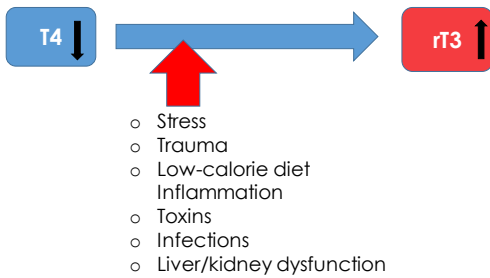 T4
rT3
o Stress
o Trauma
o Low-calorie diet
Inflammation
o Toxins
o Infections
o Liver/kidney dysfunction